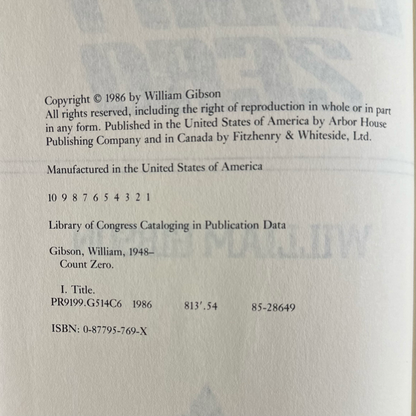 Copyright © 1986 by William Gibson
All rights reserved, including the right of reproduction in whole or in part
in any form. Published in the United States of America by Arbor House
Publishing Company and in Canada by Fitzhenry & Whiteside, Ltd.
Manufactured in the United States of America
10 9 8 7 6 5 4 3 2 1
Library of Congress Cataloging in Publication Data
Gibson, William, 1948–
Count Zero.
I. Title.
PR9199.G514C6 1986 813'.54 85-28649
ISBN: 0-87795-769-X